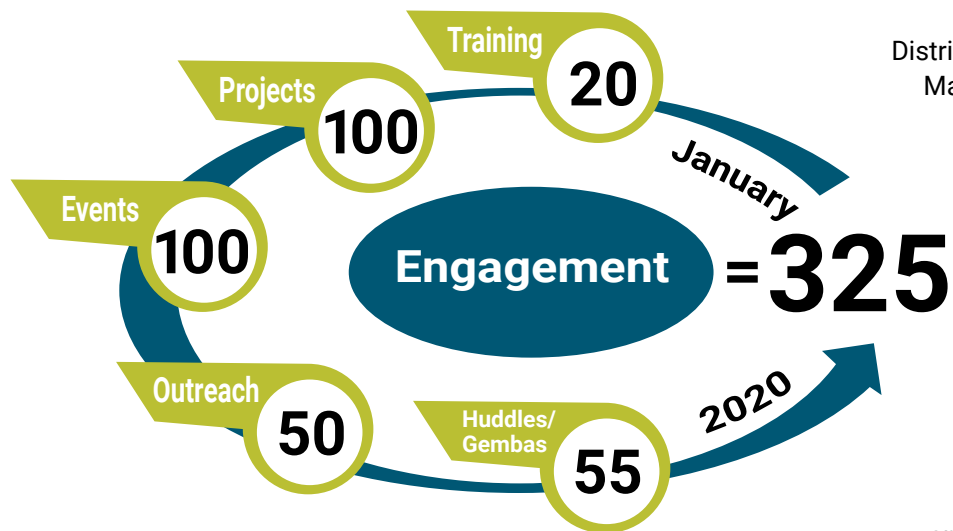 Training
20
Projects
100
Events
100
Outreach
50
Huddles/
Gembas
55
January
2020
Engagement
=325